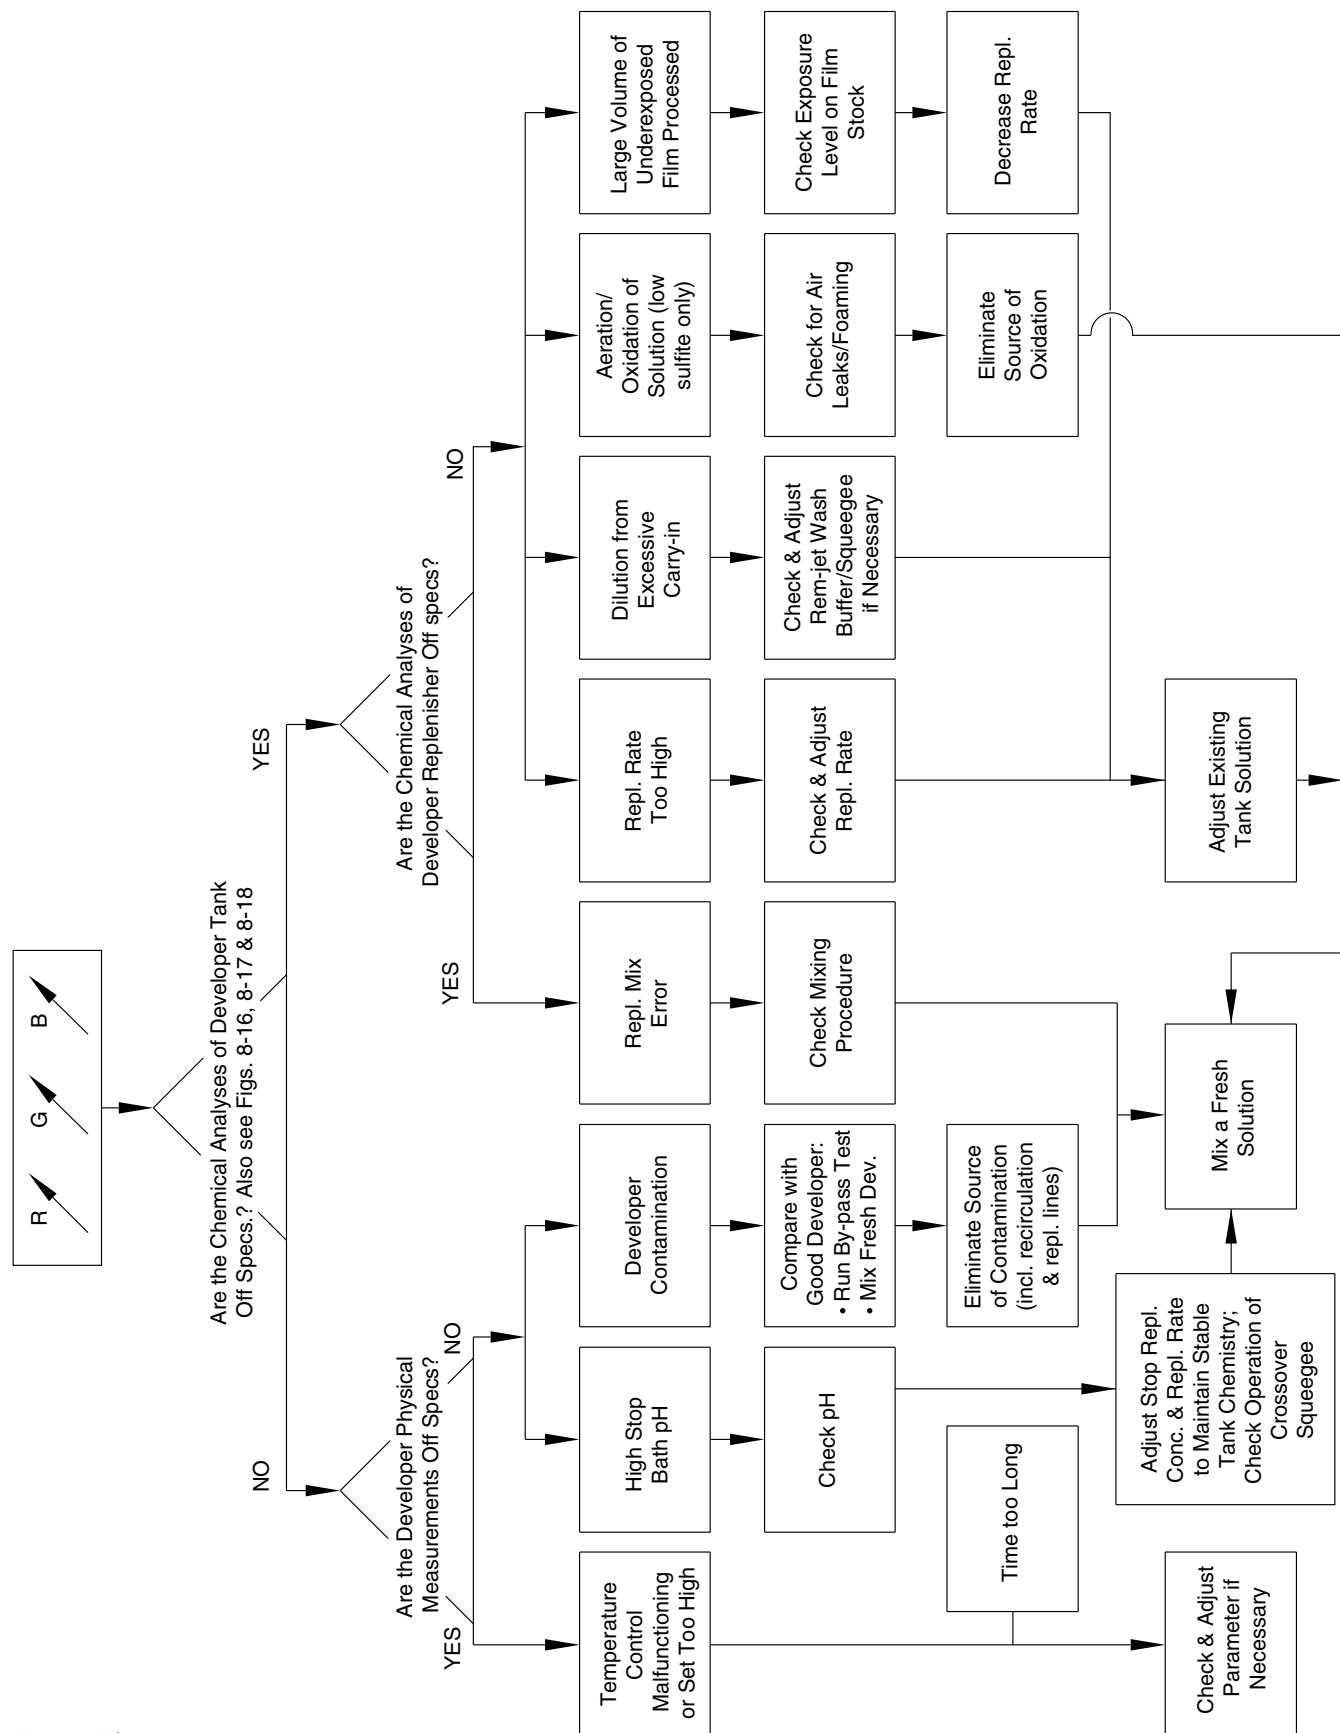 R
G
B
Are the Chemical Analyses of Developer Tank
Off Specs.? Also see Figs. 8-16, 8-17 & 8-18
NO
YES
Are the Developer Physical
Measurements Off Specs?
YES
NO
Are the Chemical Analyses of
Developer Replenisher Off specs?
YES
NO
Temperature
Control
Malfunctioning
or Set Too High
High Stop
Bath pH
Developer
Contamination
Repl. Mix
Error
Repl. Rate
Too High
Dilution from
Excessive
Carry-in
Aeration/
Oxidation of
Solution (low
sulfite only)
Large Volume of
Underexposed
Film Processed
Check pH
Compare with
Good Developer:
• Run By-pass Test
• Mix Fresh Dev.
Check Mixing
Procedure
Check & Adjust
Repl. Rate
Check & Adjust
Rem-jet Wash
Buffer/Squeegee
if Necessary
Check for Air
Leaks/Foaming
Check Exposure
Level on Film
Stock
Time too Long
Eliminate Source
of Contamination
(incl. recirculation
& repl. lines)
Eliminate
Source of
Oxidation
Decrease Repl.
Rate
Check & Adjust
Parameter if
Necessary
Adjust Stop Repl.
Conc. & Repl. Rate
to Maintain Stable
Tank Chemistry;
Check Operation of
Crossover
Squeegee
Mix a Fresh
Solution
Adjust Existing
Tank Solution